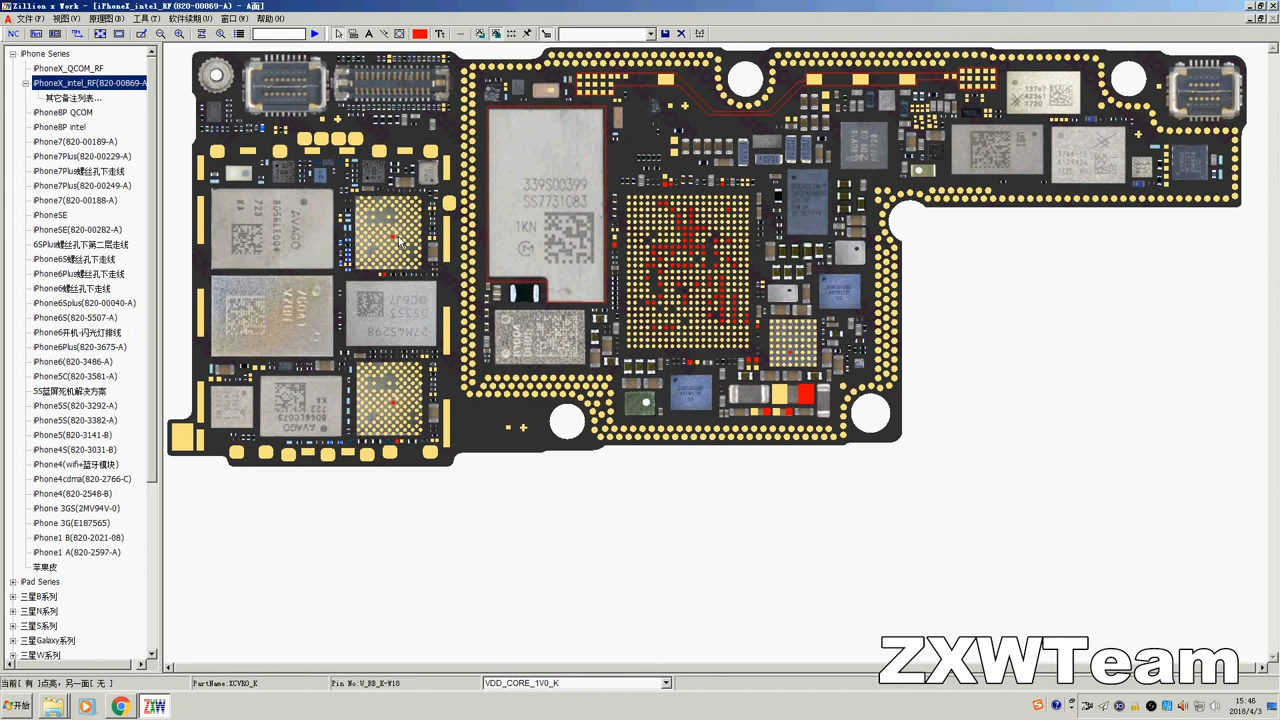 Zillion x Work - [iPhoneX_intel_RF(820-00869-A) - A面]
文件(F) 视图(V) 原理图(B) 工具(T) 软件续期(U) 窗口(W) 帮助(H)
NC
iPhone Series
iPhoneX_QCOM_RF
iPhoneX_intel_RF(820-00869-A
其它备注列表...
iPhone8P QCOM
iPhone8P intel
iPhone7(820-00189-A)
iPhone7Plus(820-00229-A)
iPhone7Plus螺丝孔下走线
iPhone7Plus(820-00249-A)
iPhone7(820-00188-A)
iPhoneSE
iPhoneSE(820-00282-A)
6SPlus螺丝孔下第二层走线
iPhone6S螺丝孔下走线
iPhone6Plus螺丝孔下走线
iPhone6螺丝孔下走线
iPhone6Splus(820-00040-A)
iPhone6S(820-5507-A)
iPhone6开机-闪光灯排线
iPhone6Plus(820-3675-A)
iPhone6(820-3486-A)
iPhone5C(820-3581-A)
5S蓝屏死机解决方案
iPhone5S(820-3292-A)
iPhone5S(820-3382-A)
iPhone5(820-3141-B)
iPhone4S(820-3031-B)
iPhone4(wifi+蓝牙模块)
iPhone4cdma(820-2766-C)
iPhone4(820-2548-B)
iPhone 3GS(2MV94V-0)
iPhone 3G(E187565)
iPhone1 B(820-2021-08)
iPhone1 A(820-2597-A)
苹果皮
iPad Series
三星B系列
三星N系列
三星S系列
三星Galaxy系列
三星W系列
339S00399
SS7731083
1KN
AVAGO
AVAGO
ZXWTeam
当前[ 有 ]点亮，另一面[ 无 ]
PartName:XCVR0_K
Pin No:U_BB_K-W18
VDD_CORE_1V0_K
开始
ZXW
15:46
2018/4/3